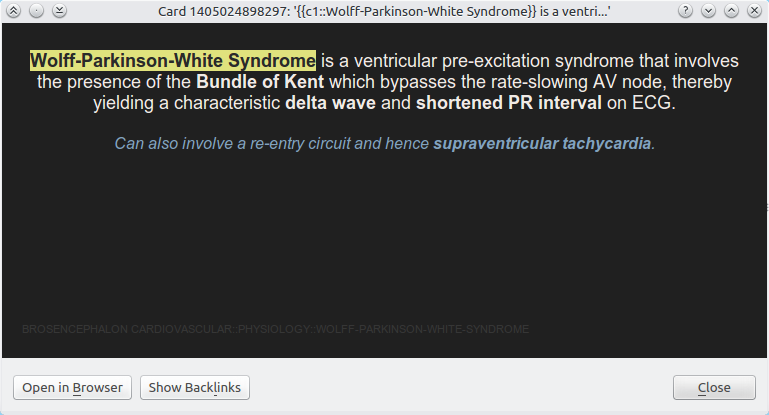 Card 1405024898297: '{{c1::Wolff-Parkinson-White Syndrome}} is a ventri...'
Wolff-Parkinson-White Syndrome is a ventricular pre-excitation syndrome that involves
the presence of the Bundle of Kent which bypasses the rate-slowing AV node, thereby
yielding a characteristic delta wave and shortened PR interval on ECG.
Can also involve a re-entry circuit and hence supraventricular tachycardia.
BROSENCEPHALON CARDIOVASCULAR::PHYSIOLOGY::WOLFF-PARKINSON-WHITE-SYNDROME
Open in Browser Show Backlinks Close